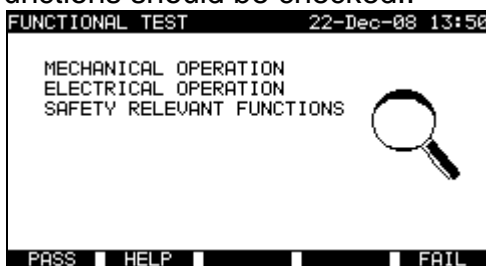 unctions should be checked..
FUNCTIONAL TEST 22-Dec-08 13:50
MECHANICAL OPERATION
ELECTRICAL OPERATION
SAFETY RELEVANT FUNCTIONS
PASS HELP FAIL